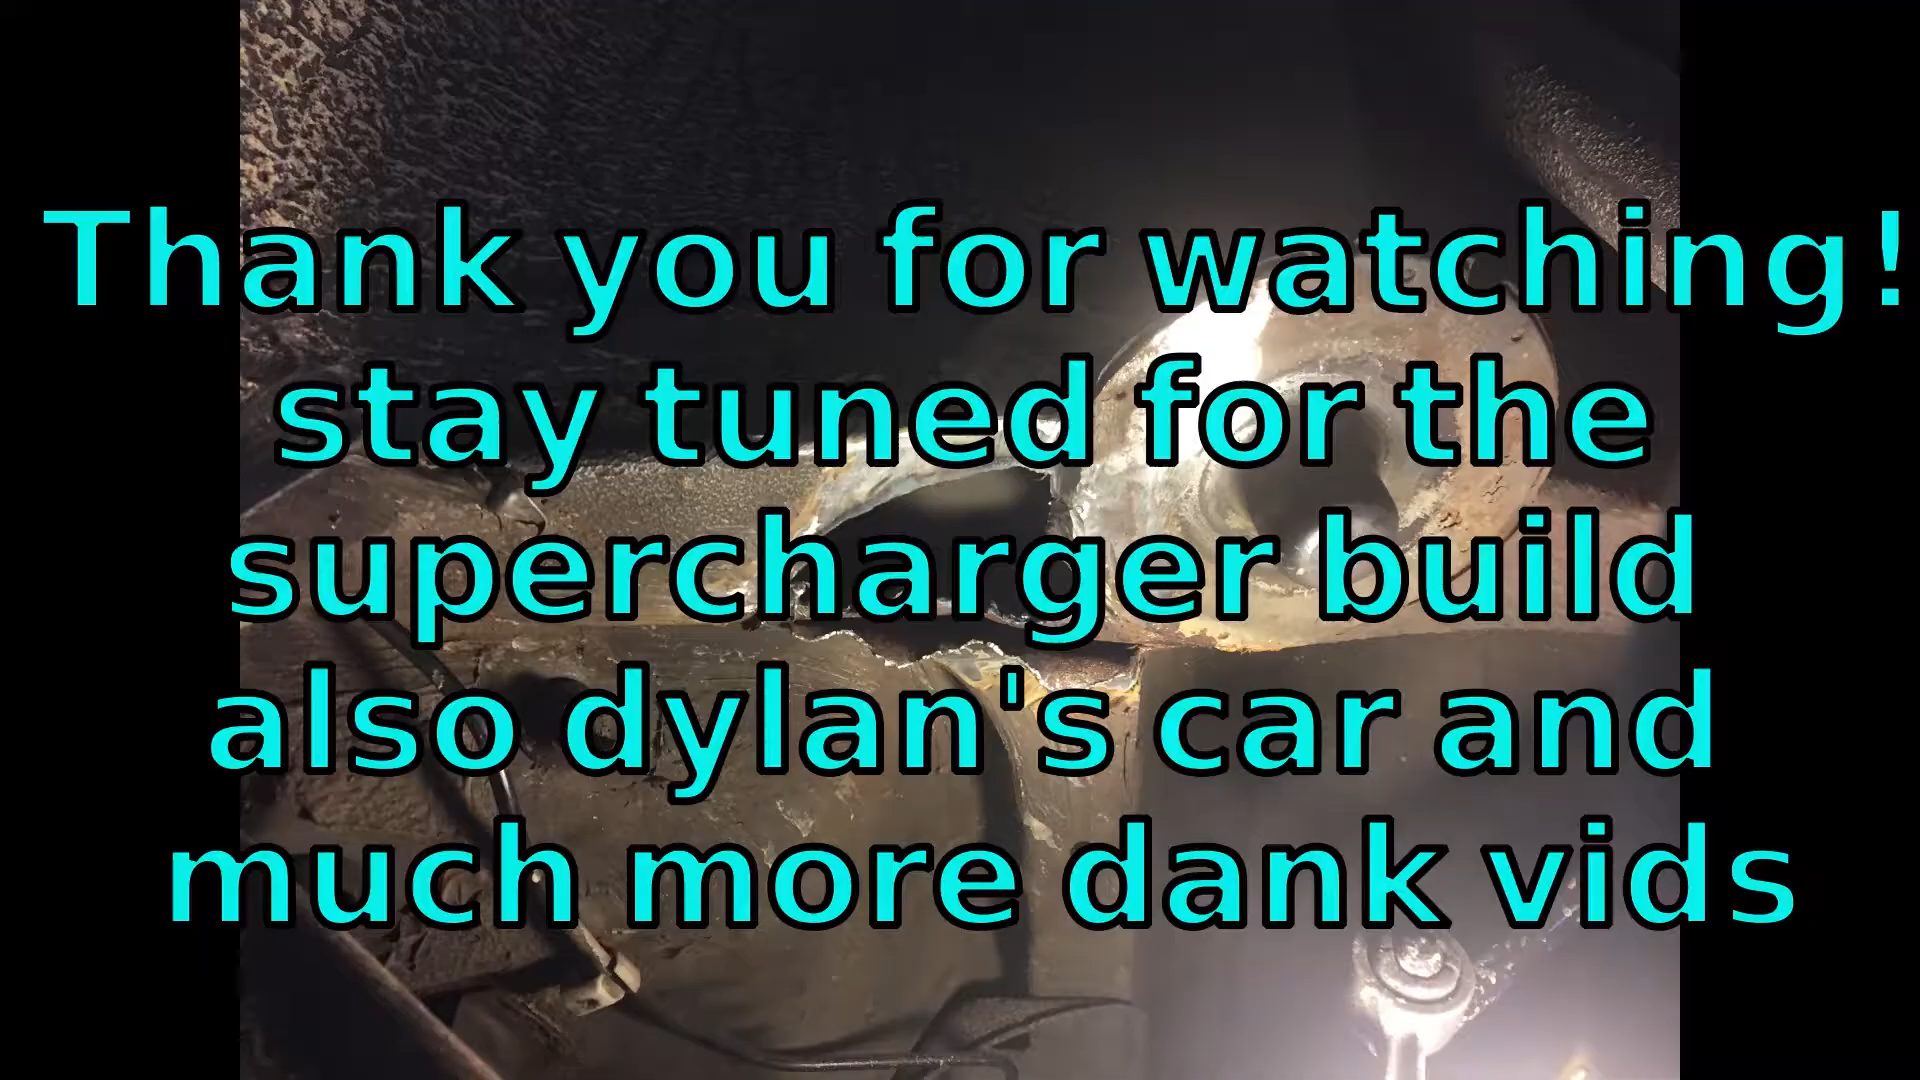 Thank you for watching!
stay tuned for the
supercharger build
also dylan's car and
much more dank vids